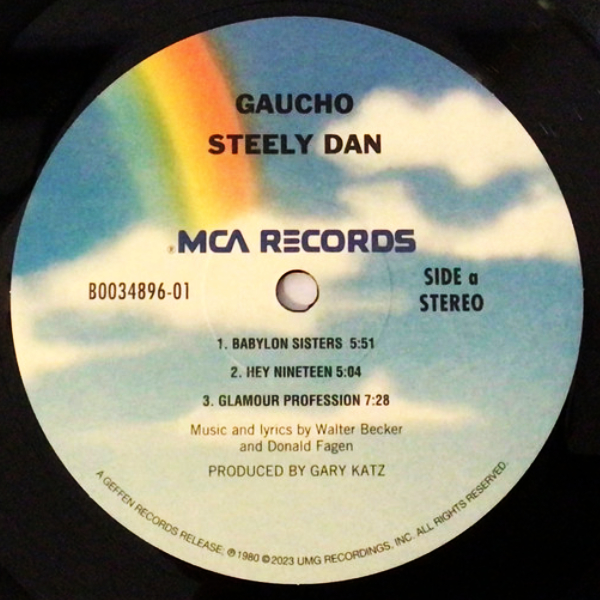 GAUCHO
STEELY DAN
® MCA RECORDS
B0034896-01
SIDE a
STEREO
1. BABYLON SISTERS 5:51
2. HEY NINETEEN 5:04
3. GLAMOUR PROFESSION 7:28
Music and lyrics by Walter Becker
and Donald Fagen
PRODUCED BY GARY KATZ
A GEFFEN RECORDS RELEASE; ℗ 1980 © 2023 UMG RECORDINGS, INC. ALL RIGHTS RESERVED.